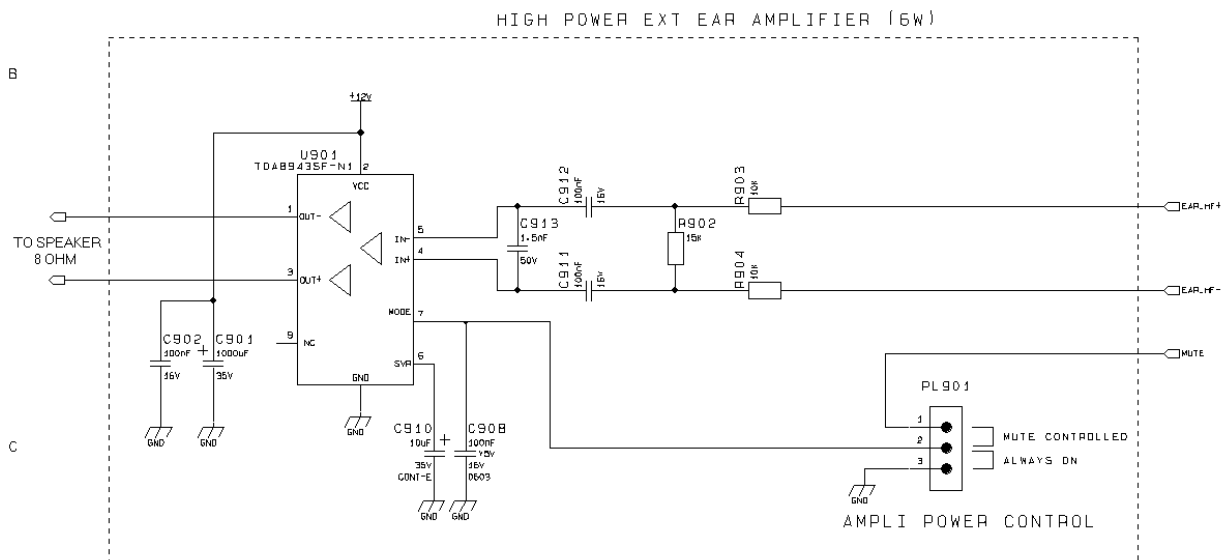 HIGH POWER EXT EAR AMPLIFIER (6W)
B
+12V
U901
TDA8943SF-N1
2
VCC
1
OUT-
IN-
5
IN+
4
3
OUT+
MODE
7
9
NC
SVR
6
GND
TO SPEAKER
8 OHM
C902
100nF
16V
C901
1000uF
35V
+
GND
GND
GND
C912
100nF
16V
C913
1.5nF
50V
C911
100nF
16V
R902
15K
R903
10K
R904
10K
EAR_HF+
EAR_HF-
MUTE
C
C910
10uF
+
35V
CONT-E
GND
C908
100nF
Y5V
16V
0603
GND
PL901
1
2
3
MUTE CONTROLLED
ALWAYS ON
GND
AMPLI POWER CONTROL